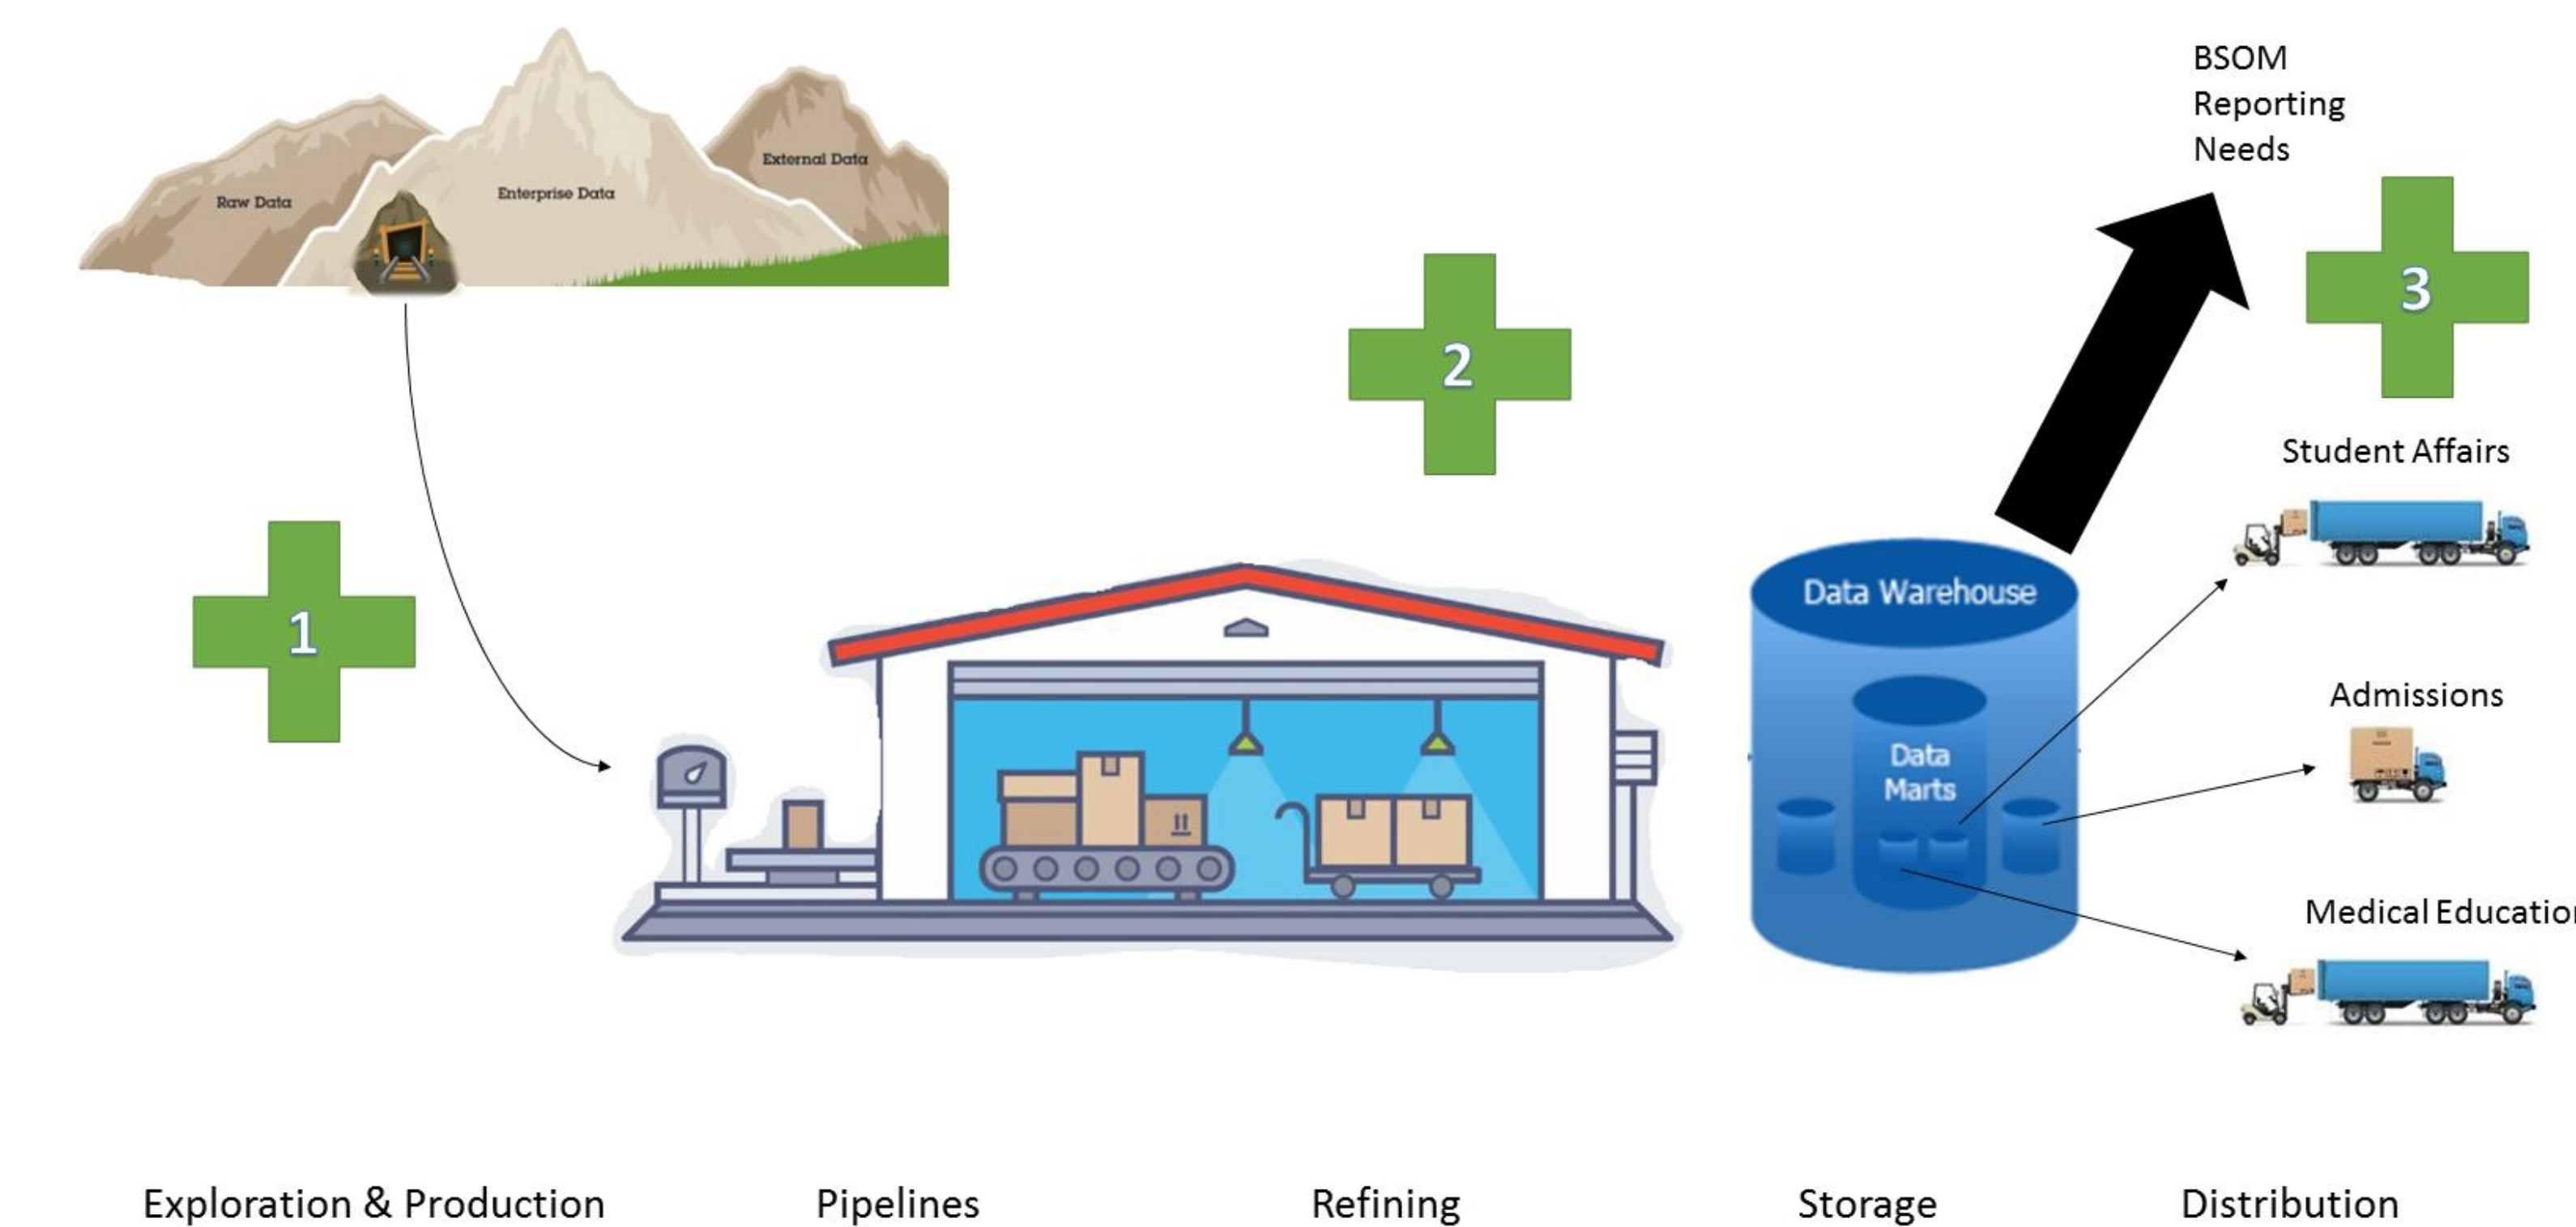 BSOM
Reporting
Needs
Raw Data
Enterprise Data
External Data
1
2
3
Student Affairs
Data Warehouse
Admissions
Data
Marts
Medical Education
Exploration & Production
Pipelines
Refining
Storage
Distribution